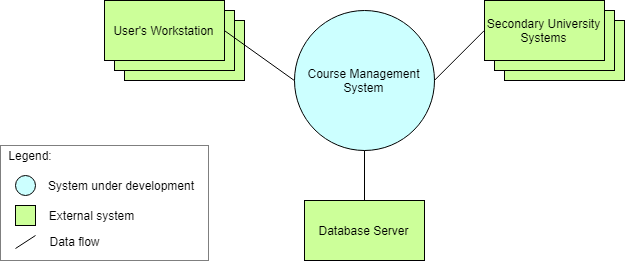 User's Workstation
Secondary University
Systems
Course Management
System
Legend:
System under development
External system
Data flow
Database Server